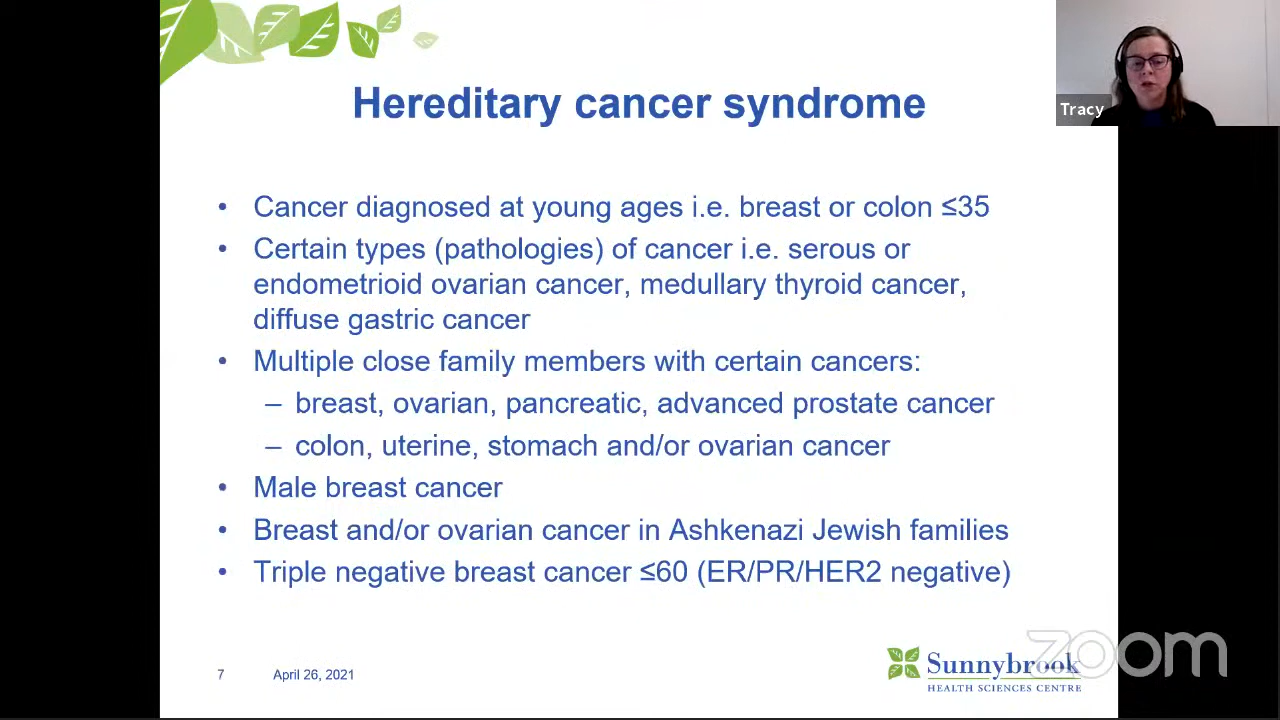 Hereditary cancer syndrome
Tracy
• Cancer diagnosed at young ages i.e. breast or colon ≤35
• Certain types (pathologies) of cancer i.e. serous or
endometrioid ovarian cancer, medullary thyroid cancer,
diffuse gastric cancer
• Multiple close family members with certain cancers:
– breast, ovarian, pancreatic, advanced prostate cancer
– colon, uterine, stomach and/or ovarian cancer
• Male breast cancer
• Breast and/or ovarian cancer in Ashkenazi Jewish families
• Triple negative breast cancer ≤60 (ER/PR/HER2 negative)
7 April 26, 2021
Sunnybrook
HEALTH SCIENCES CENTRE
zoom